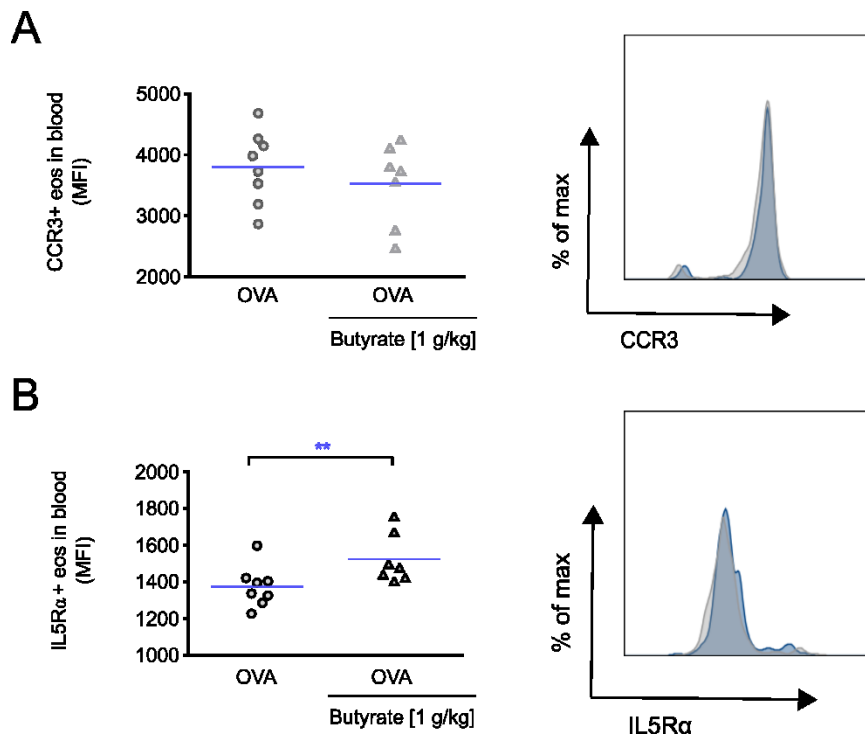 A
CCR3+ eos in blood
(MFI)
5000
4000
3000
2000
OVA
OVA
Butyrate [1 g/kg]
% of max
CCR3
B
IL5Rα+ eos in blood
(MFI)
2000
1800
1600
1400
1200
1000
**
OVA
OVA
Butyrate [1 g/kg]
% of max
IL5Rα